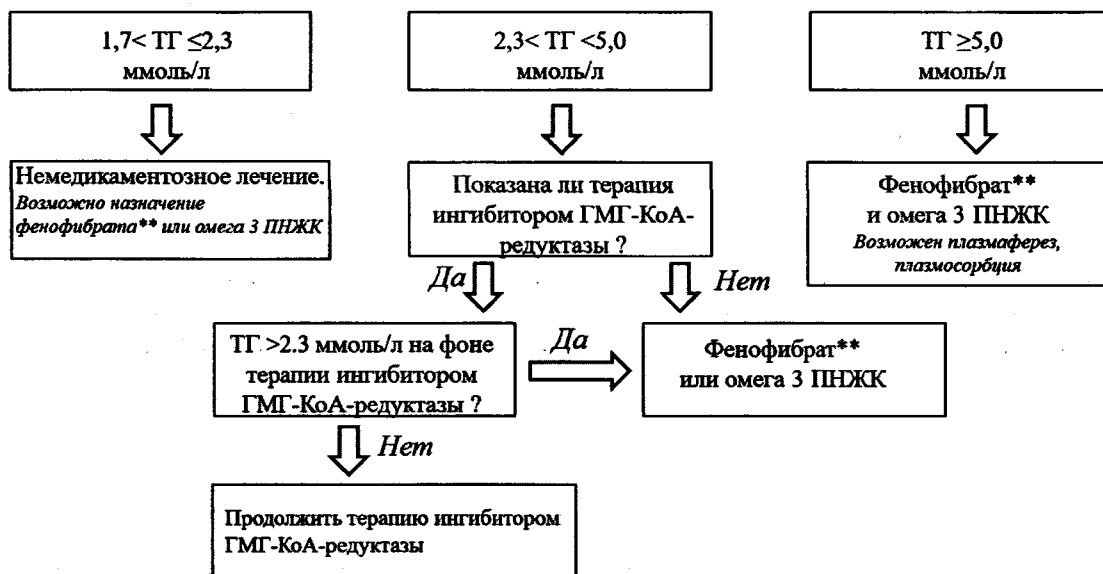 1,7< ТГ ≤2,3
ммоль/л
2,3< ТГ <5,0
ммоль/л
ТГ ≥5,0
ммоль/л
Немедикаментозное лечение.
Возможно назначение
фенофибрата** или омега 3 ПНЖК
Показана ли терапия
ингибитором ГМГ-КоА-
редуктазы ?
Фенофибрат**
и омега 3 ПНЖК
Возможен плазмаферез,
плазмосорбция
Да
Нет
ТГ >2.3 ммоль/л на фоне
терапии ингибитором
ГМГ-КоА-редуктазы ?
Да
Фенофибрат**
или омега 3 ПНЖК
Нет
Продолжить терапию ингибитором
ГМГ-КоА-редуктазы